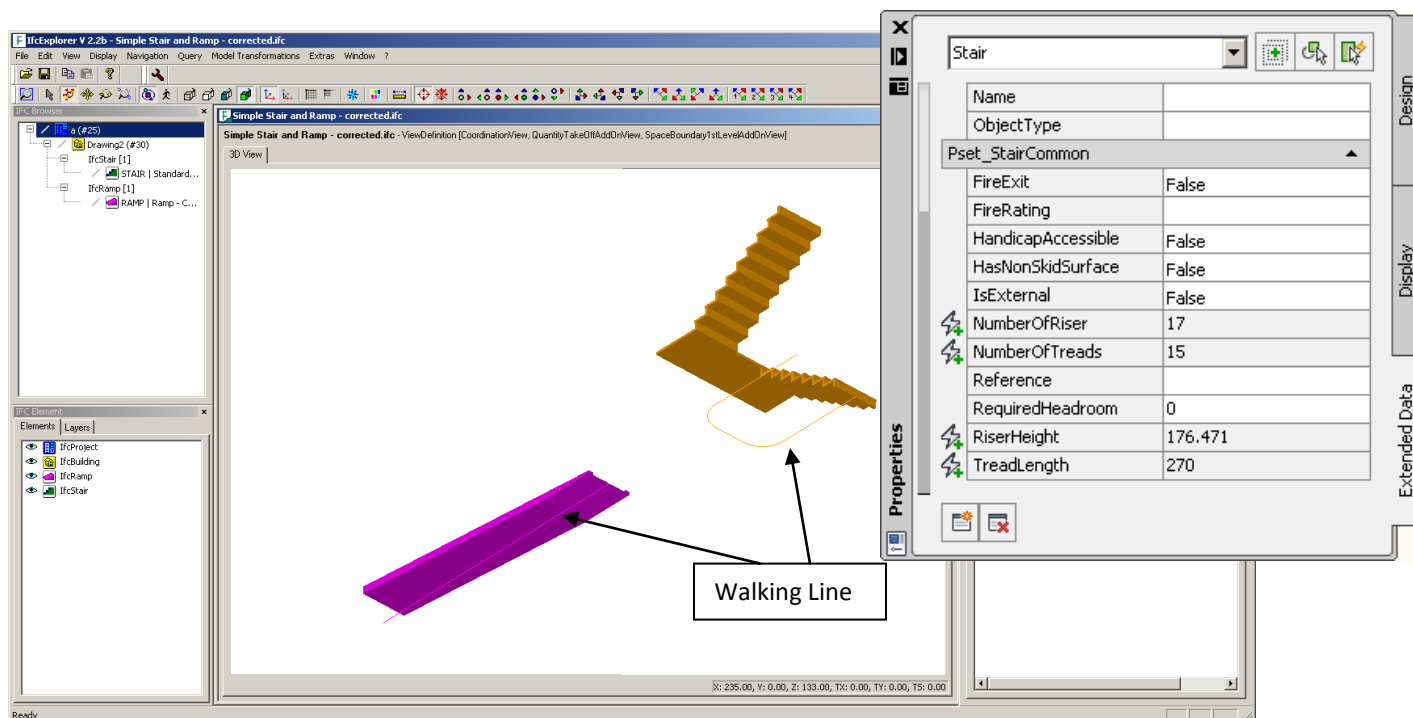 IfcExplorer V 2.2b - Simple Stair and Ramp - corrected.ifc
File Edit View Display Navigation Query Model Transformations Extras Window ?
IFC Browser
a (#25)
Drawing2 (#30)
IfcStair [1]
STAIR | Standard...
IfcRamp [1]
RAMP | Ramp - C...
IFC Element
Elements Layers
IfcProject
IfcBuilding
IfcRamp
IfcStair
Simple Stair and Ramp - corrected.ifc
Simple Stair and Ramp - corrected.ifc - ViewDefinition [CoordinationView, QuantityTakeOffAddOnView, SpaceBoundary1stLevelAddOnView]
3D View
Walking Line
X: 235.00, Y: 0.00, Z: 133.00, TX: 0.00, TY: 0.00, TS: 0.00
Ready
Stair
Name
ObjectType
Pset_StairCommon
FireExit False
FireRating
HandicapAccessible False
HasNonSkidSurface False
IsExternal False
NumberOfRiser 17
NumberOfTreads 15
Reference
RequiredHeadroom 0
RiserHeight 176.471
TreadLength 270
Properties
Design
Display
Extended Data